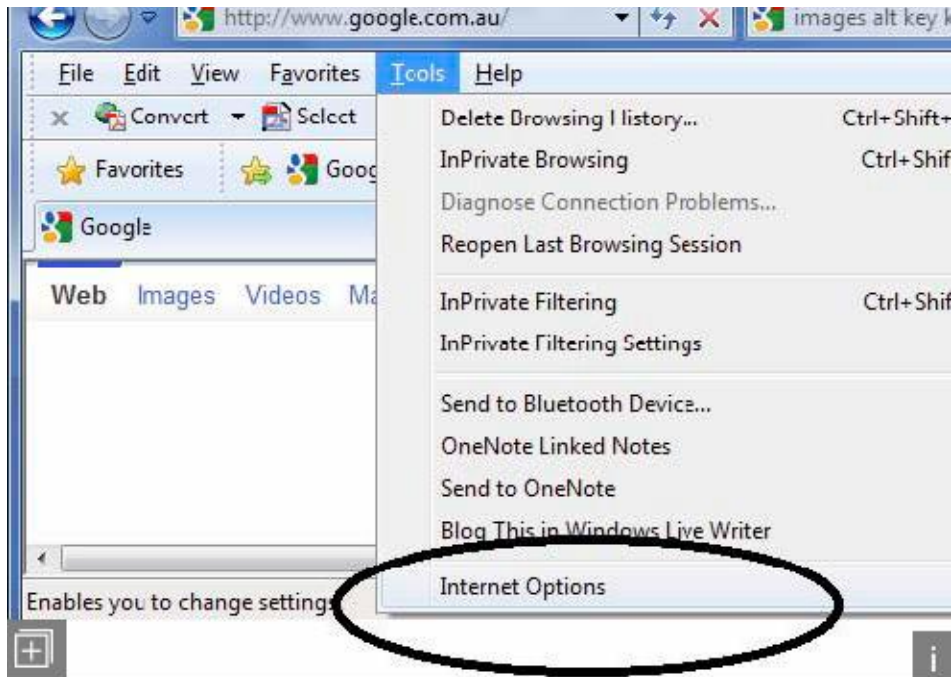 http://www.google.com.au/ images alt key
File Edit View Favorites Tools Help
Convert Select
Delete Browsing History... Ctrl+Shift+
Favorites
InPrivate Browsing Ctrl+Shif
Diagnose Connection Problems...
Google
Reopen Last Browsing Session
Web Images Videos
InPrivate Filtering Ctrl+Shif
InPrivate Filtering Settings
Send to Bluetooth Device...
OneNote Linked Notes
Send to OneNote
Blog This in Windows Live Writer
Internet Options
Enables you to change setting